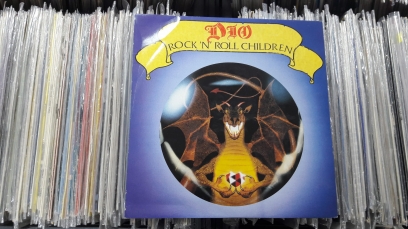 DIO
ROCK 'N' ROLL CHILDREN